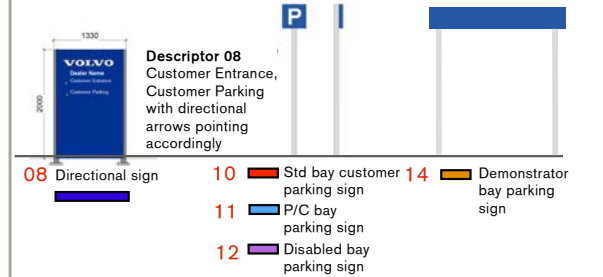 P
1330
2000
VOLVO
Dealer Name
Customer Entrance
Customer Parking
Descriptor 08
Customer Entrance,
Customer Parking
with directional
arrows pointing
accordingly
08 Directional sign
10 Std bay customer
parking sign
11 P/C bay
parking sign
12 Disabled bay
parking sign
14 Demonstrator
bay parking
sign